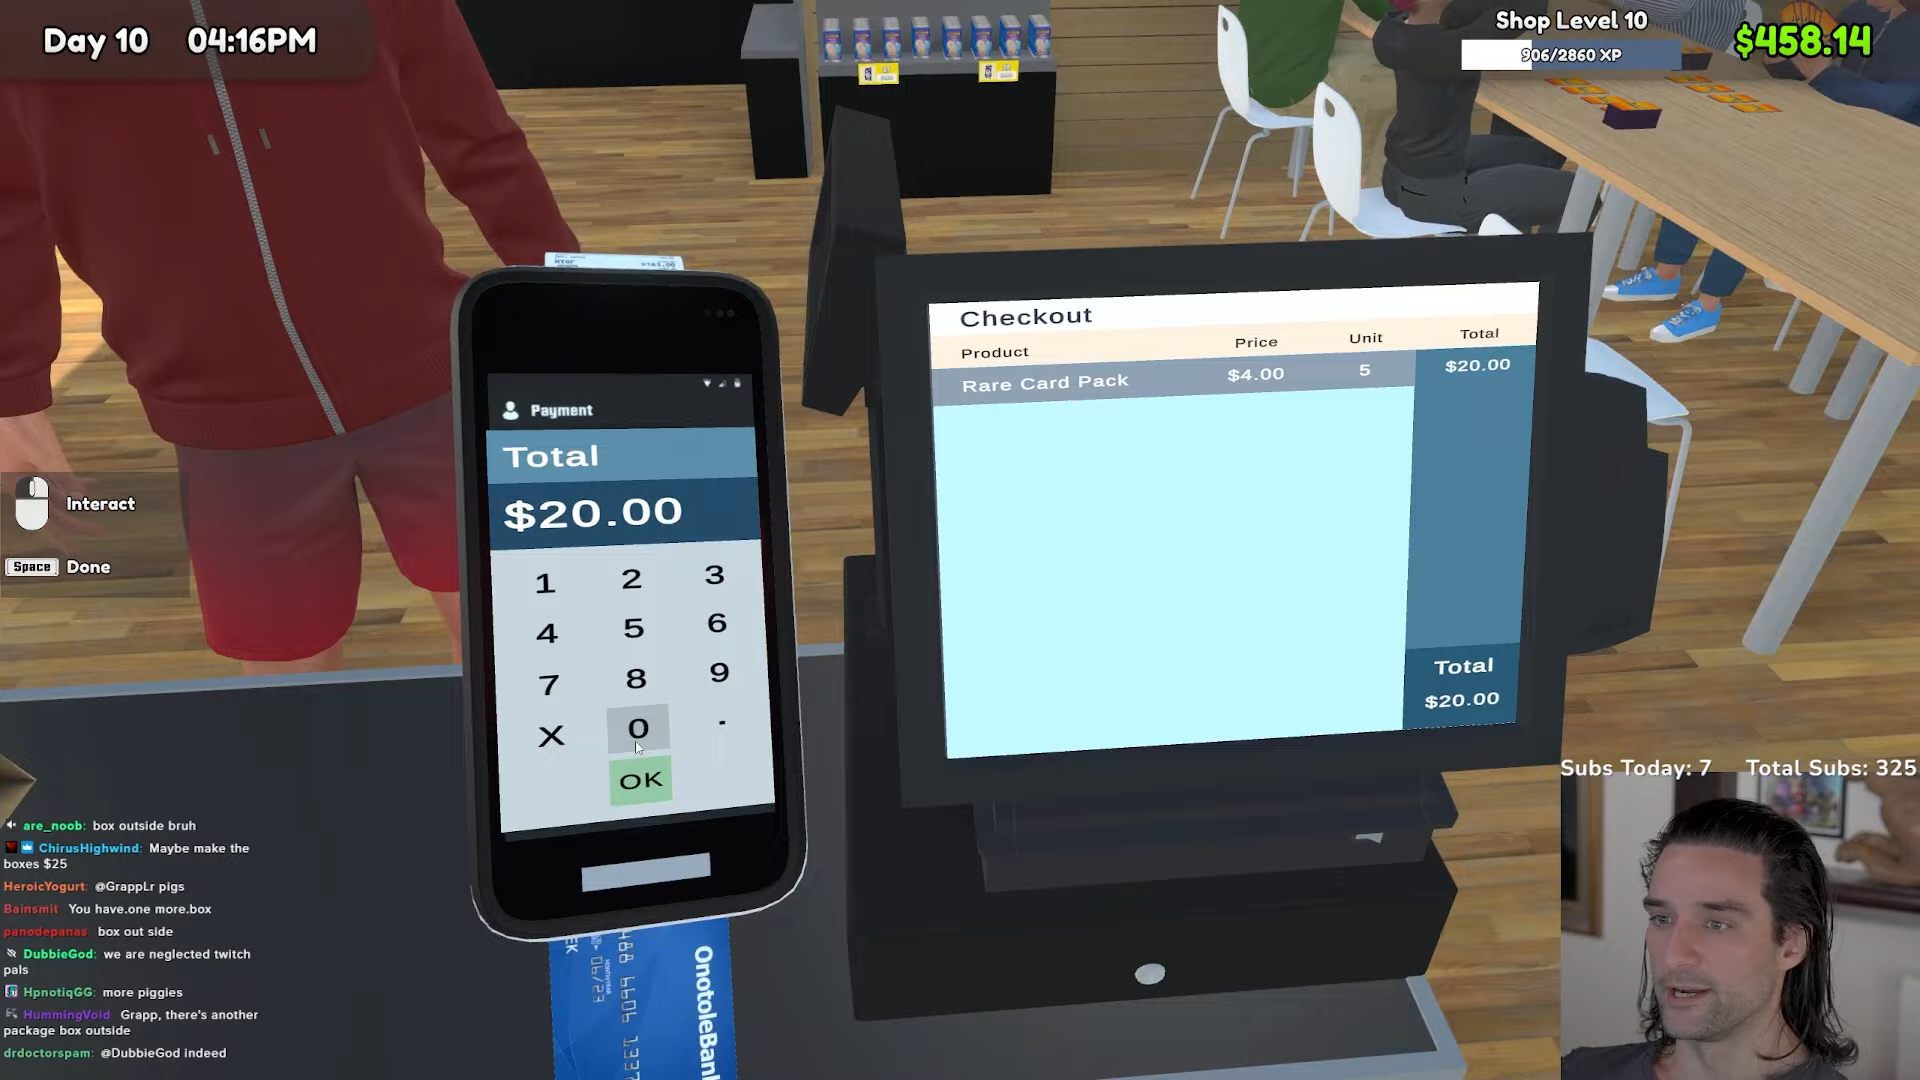 Day 10 04:16PM
Shop Level 10
906/2860 XP
$458.14
Interact
Space Done
Payment
Total
$20.00
1 2 3
4 5 6
7 8 9
X 0 .
OK
Checkout
Product Price Unit Total
Rare Card Pack $4.00 5 $20.00
Total
$20.00
OnotoleBank
Subs Today: 7 Total Subs: 325
are_noob: box outside bruh
ChirusHighwind: Maybe make the
boxes $25
HeroicYogurt: @GrappLr pigs
Bainsmit You have.one more.box
panodepanas: box out side
DubbieGod: we are neglected twitch
pals
HpnotiqGG: more piggies
HummingVoid Grapp, there's another
package box outside
drdoctorspam: @DubbieGod indeed